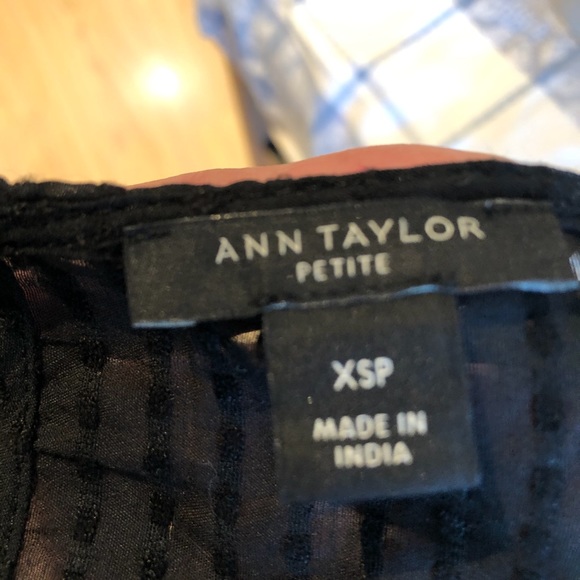 ANN TAYLOR
PETITE
XSP
MADE IN
INDIA